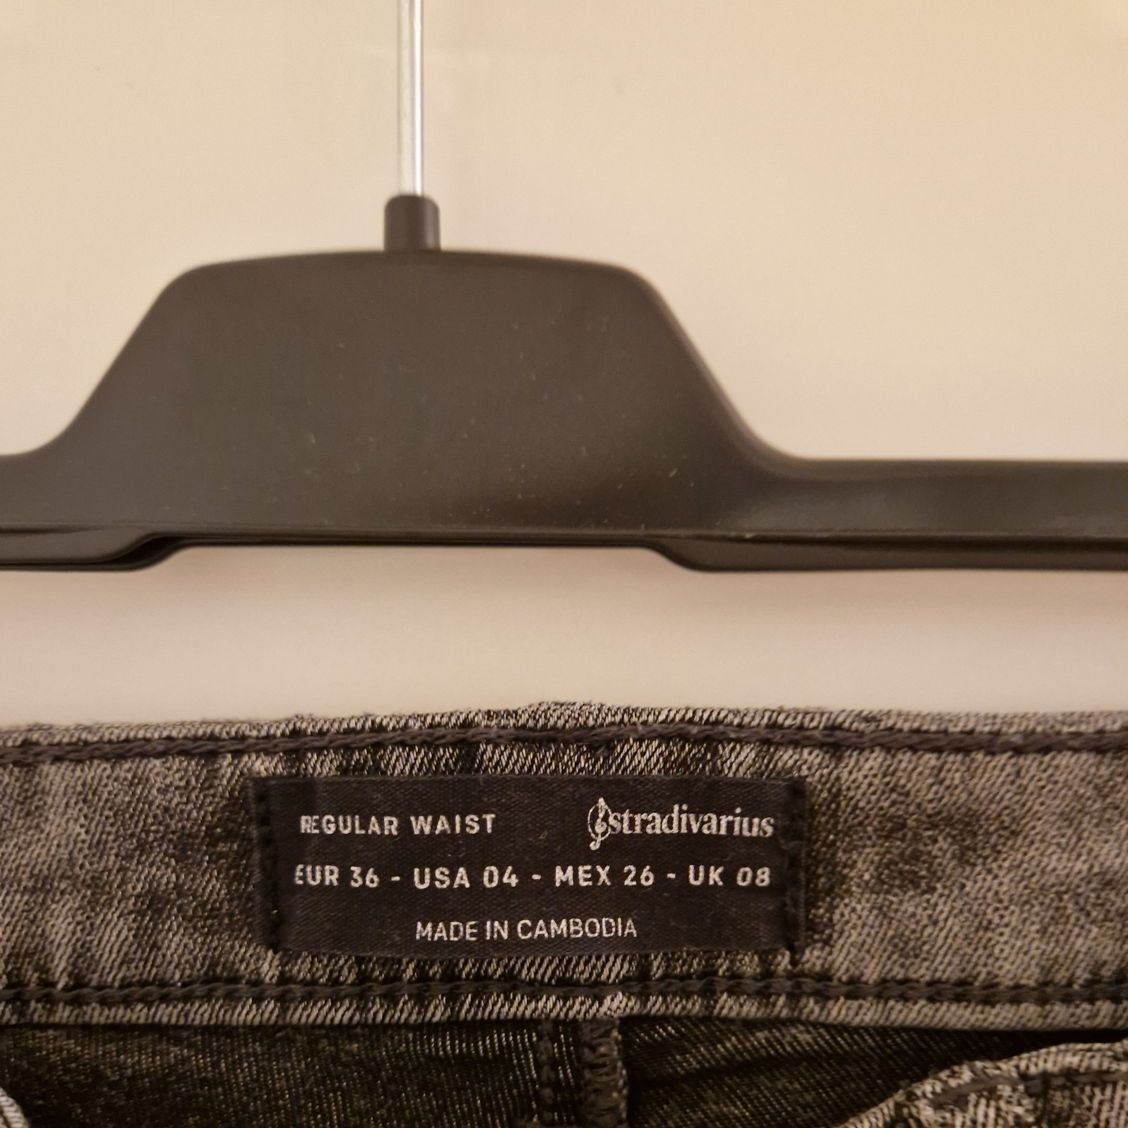 REGULAR WAIST stradivarius
EUR 36 - USA 04 - MEX 26 - UK 08
MADE IN CAMBODIA